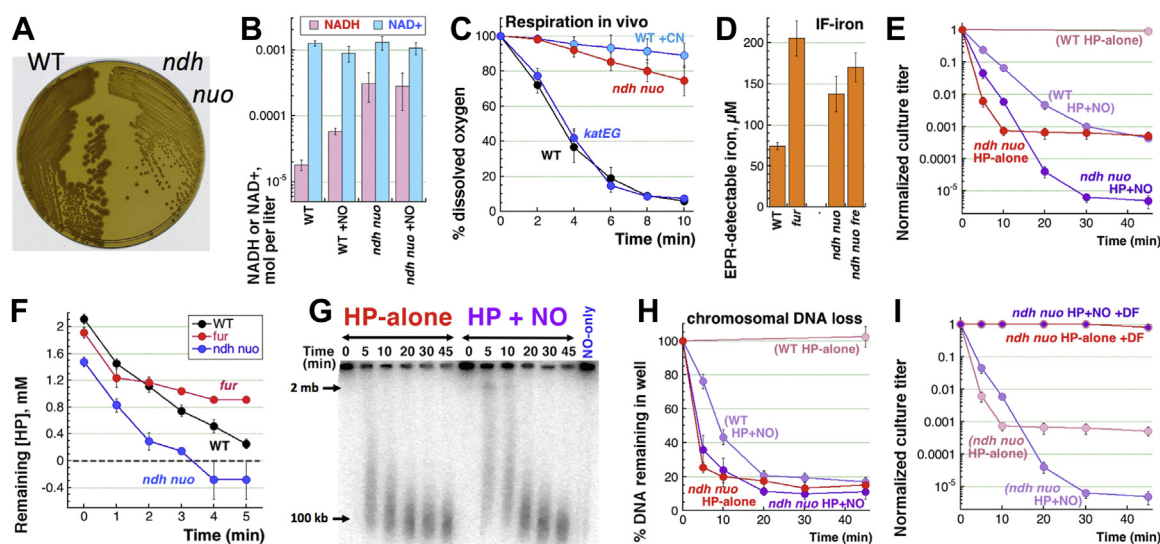 A
WT
ndh
nuo
B
NADH
NAD+
0.001
0.0001
10-5
NADH or NAD+,
mol per liter
WT
WT +NO
ndh nuo
ndh nuo +NO
C
Respiration in vivo
WT +CN
ndh nuo
katEG
WT
100
80
60
40
20
0
% dissolved oxygen
0 2 4 6 8 10
Time (min)
D
IF-iron
200
150
100
50
0
EPR-detectable iron, µM
WT
fur
ndh nuo
ndh nuo fre
E
(WT HP-alone)
(WT
HP+NO)
ndh nuo
HP-alone
ndh nuo
HP+NO
1
0.1
0.01
0.001
0.0001
10-5
Normalized culture titer
0 10 20 30 40
Time (min)
F
WT
fur
ndh nuo
fur
WT
ndh nuo
2
1.6
1.2
0.8
0.4
0
-0.4
Remaining [HP], mM
0 1 2 3 4 5
Time (min)
G
HP-alone
HP + NO
NO-only
Time
(min)
0 5 10 20 30 45 0 5 10 20 30 45
2 mb
100 kb
H
chromosomal DNA loss
(WT HP-alone)
(WT
HP+NO)
ndh nuo
HP-alone
ndh nuo HP+NO
100
80
60
40
20
0
% DNA remaining in well
0 10 20 30 40
Time (min)
I
ndh nuo HP+NO +DF
ndh nuo HP-alone +DF
(ndh nuo
HP-alone)
(ndh nuo
HP+NO)
1
0.1
0.01
0.001
0.0001
10-5
Normalized culture titer
0 10 20 30 40
Time (min)